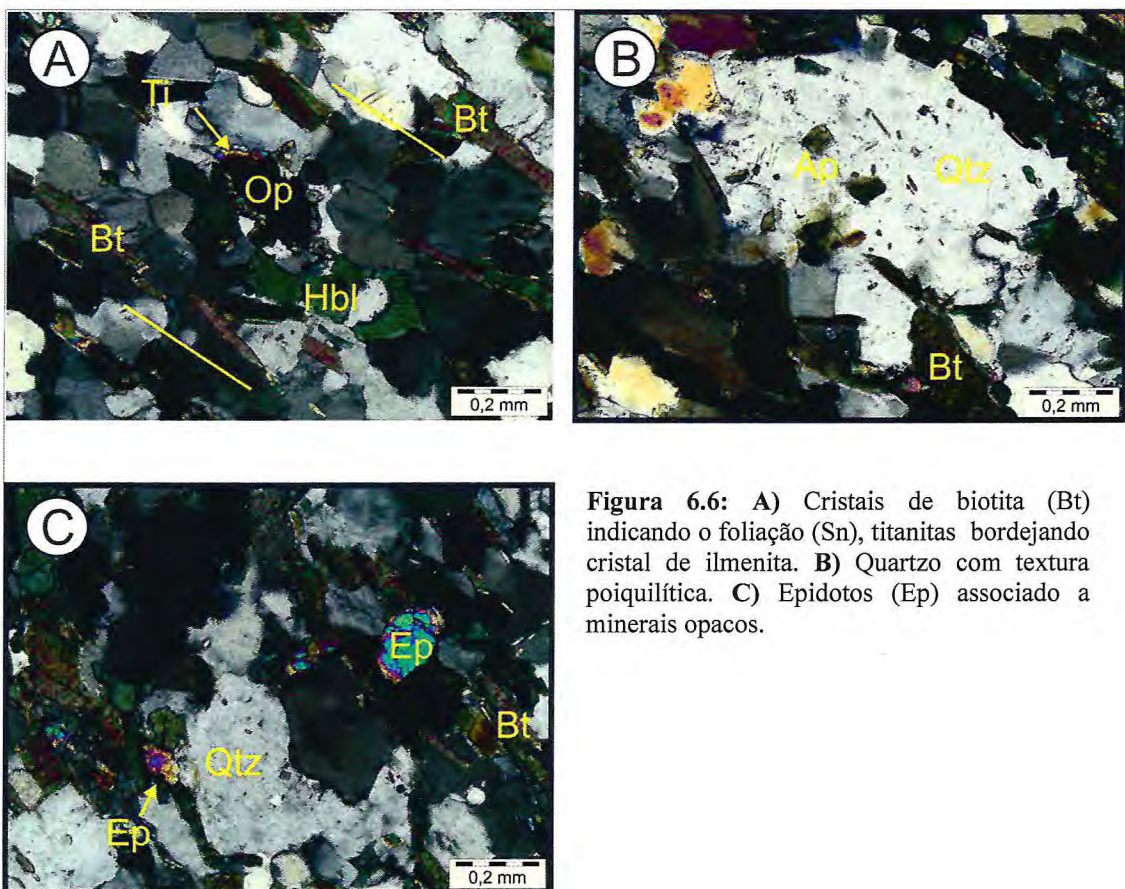 A
Ti
Bt
Op
Bt
Hbl
0,2 mm
B
Ap
Qtz
Bt
0,2 mm
C
Ep
Bt
Qtz
Ep
0,2 mm
Figura 6.6: A) Cristais de biotita (Bt)
indicando o foliação (Sn), titanitas bordejando
cristal de ilmenita. B) Quartzo com textura
poiquilítica. C) Epidotos (Ep) associado a
minerais opacos.